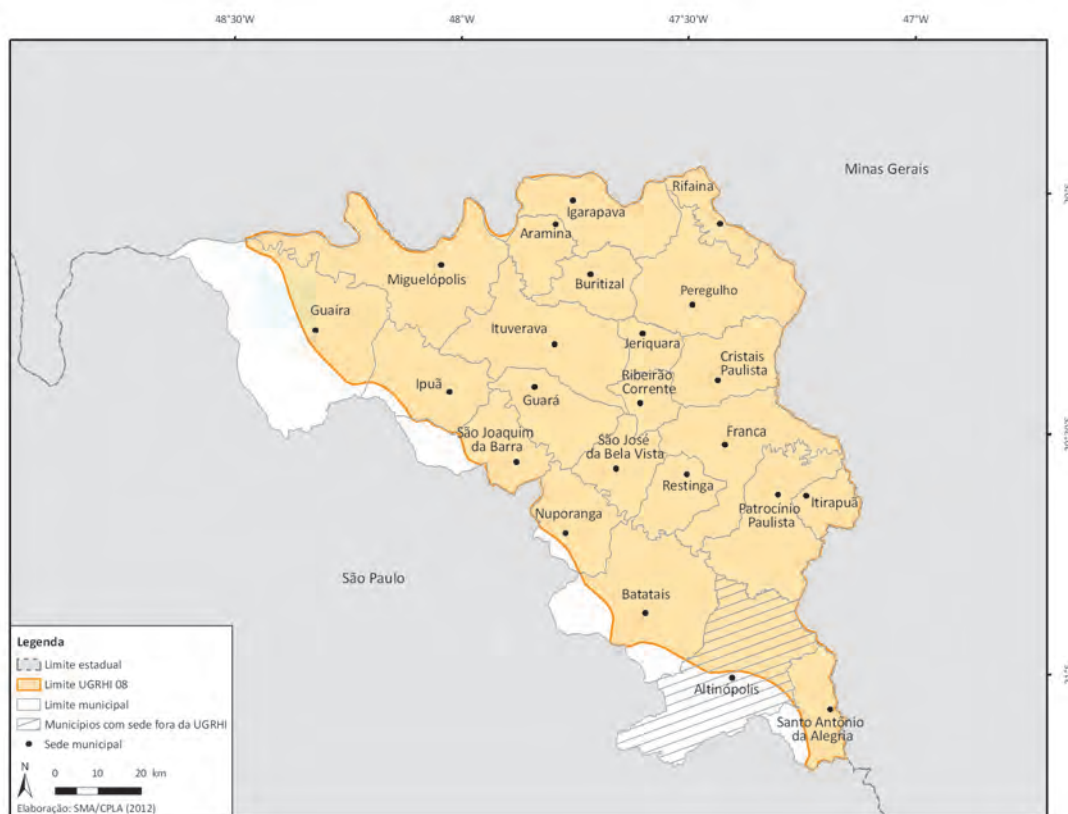 48°30'W
48°W
47°30'W
47°W
Minas Gerais
Rifaina
Igarapava
Aramina
Miguelópolis
Buritizal
Peregulho
Guaíra
Ituverava
Jeriquara
Cristais
Paulista
Ribeirão
Corrente
Ipuã
Guará
São Joaquim
da Barra
São José
da Bela Vista
Franca
Restinga
Patrocínio
Paulista
Itirapuã
Nuporanga
São Paulo
Batatais
Altinópolis
Santo Antônio
da Alegria
Legenda
Limite estadual
Limite UGRHI 08
Limite municipal
Municípios com sede fora da UGRHI
Sede municipal
N
0 10 20 km
Elaboração: SMA/CPLA (2012)